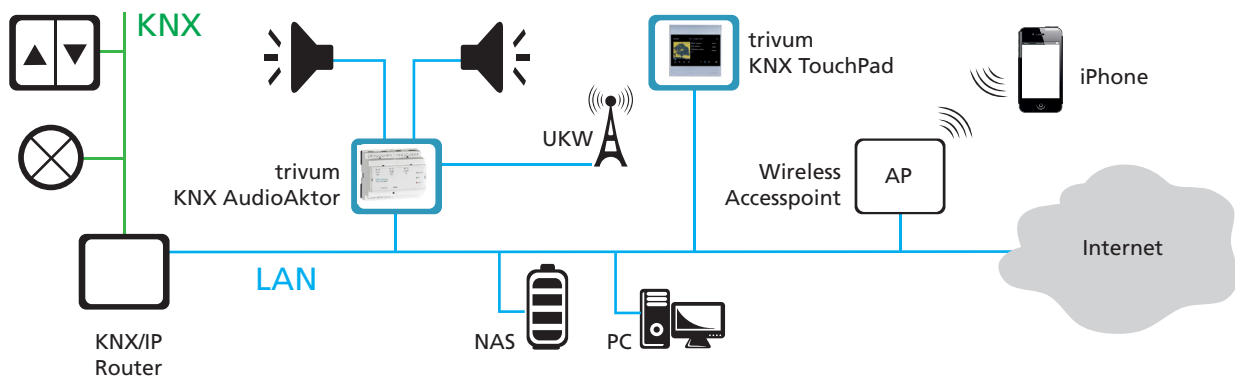 KNX
trivum
KNX TouchPad
iPhone
UKW
trivum
KNX AudioAktor
Wireless
Accesspoint
AP
Internet
LAN
KNX/IP
Router
NAS
PC